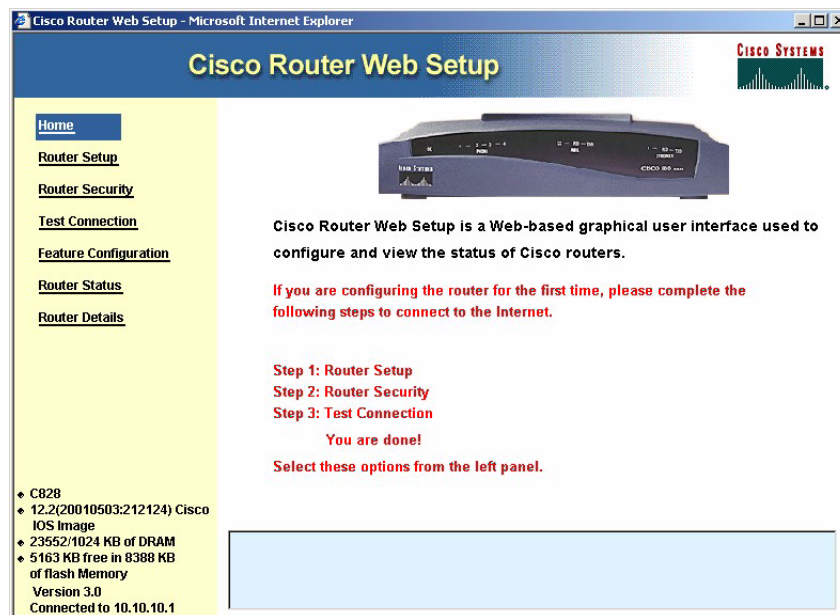 Cisco Router Web Setup - Microsoft Internet Explorer
Cisco Router Web Setup
CISCO SYSTEMS
Home
Router Setup
Router Security
Test Connection
Feature Configuration
Router Status
Router Details
CISCO SYSTEMS
CISCO 800
Cisco Router Web Setup is a Web-based graphical user interface used to
configure and view the status of Cisco routers.
If you are configuring the router for the first time, please complete the
following steps to connect to the Internet.
Step 1: Router Setup
Step 2: Router Security
Step 3: Test Connection
You are done!
Select these options from the left panel.
C828
12.2(20010503:212124) Cisco
IOS Image
23552/1024 KB of DRAM
5163 KB free in 8388 KB
of flash Memory
Version 3.0
Connected to 10.10.10.1